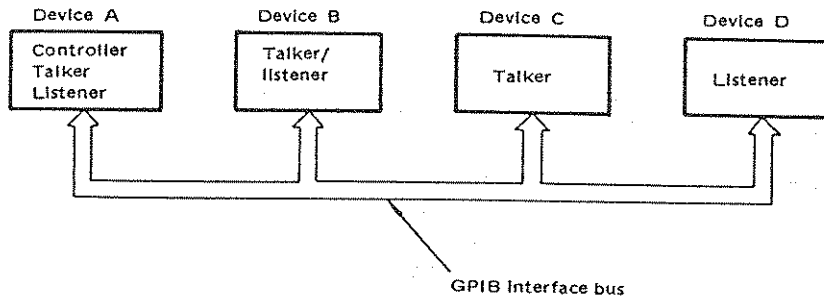 Device A
Device B
Device C
Device D
Controller
Talker
Listener
Talker/
listener
Talker
Listener
GPIB Interface bus